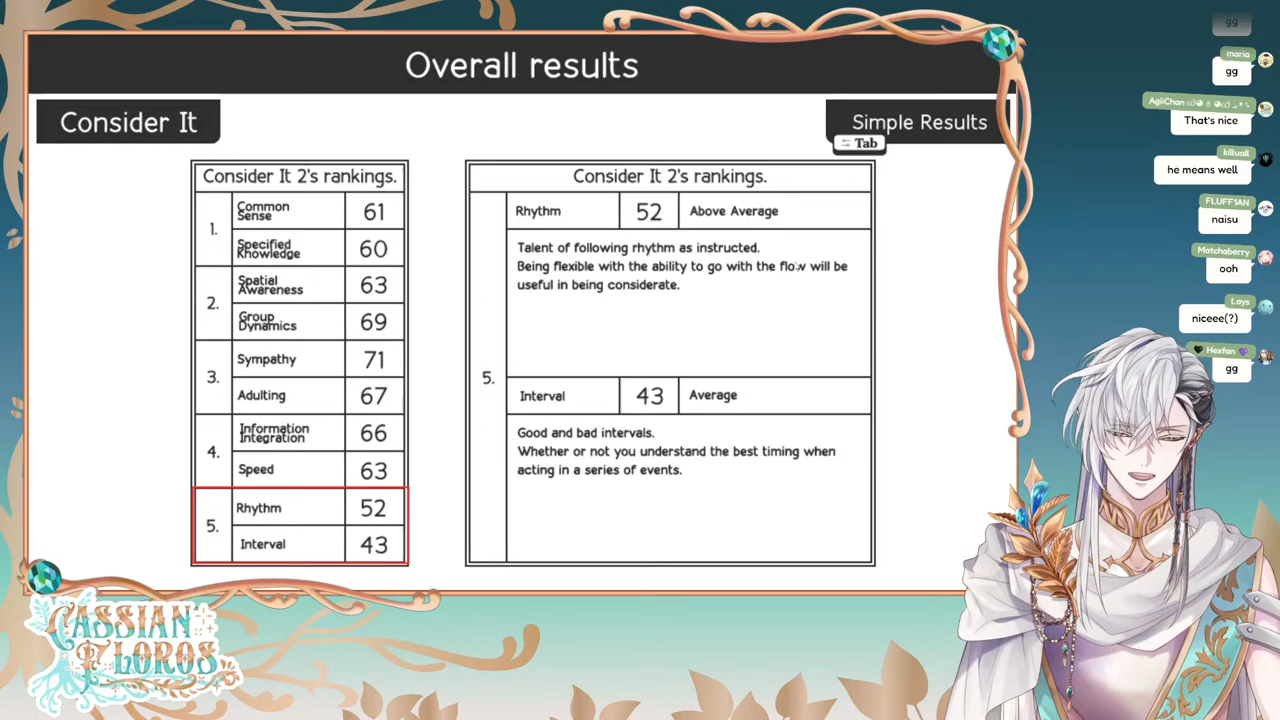 Overall results
Consider It
Simple Results
Tab
Consider It 2's rankings.
1.
Common
Sense
61
Specified
Knowledge
60
2.
Spatial
Awareness
63
Group
Dynamics
69
3.
Sympathy
71
Adulting
67
4.
Information
Integration
66
Speed
63
5.
Rhythm
52
Interval
43
Consider It 2's rankings.
5.
Rhythm
52
Above Average
Talent of following rhythm as instructed.
Being flexible with the ability to go with the flow will be
useful in being considerate.
Interval
43
Average
Good and bad intervals.
Whether or not you understand the best timing when
acting in a series of events.
gg
maria
gg
AgiiChan
That's nice
killuall
he means well
FLUFF1AN
naisu
Matchaberry
ooh
Lays
niceee(?)
🖤 Hexfan 💜
gg
CASSIAN
FLOROS